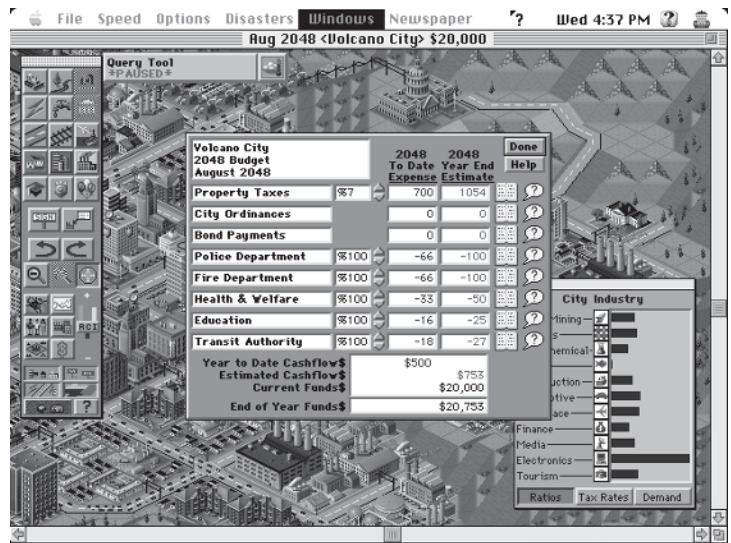 File Speed Options Disasters Windows Newspaper ? Wed 4:37 PM ?
Aug 2048 <Volcano City> $20,000
Query Tool
*PAUSED*
SIGN
RCI
?
Volcano City
2048 Budget
August 2048
2048 To Date Expense
2048 Year End Estimate
Done
Help
Property Taxes %7 700 1054 ?
City Ordinances 0 0 ?
Bond Payments 0 0 ?
Police Department %100 -66 -100 ?
Fire Department %100 -66 -100 ?
Health & Welfare %100 -33 -50 ?
Education %100 -16 -25 ?
Transit Authority %100 -18 -27 ?
Year to Date Cashflow$ $500
Estimated Cashflow$ $753
Current Funds$ $20,000
End of Year Funds$ $20,753
City Industry
Finance
Media
Electronics
Tourism
Ratios Tax Rates Demand